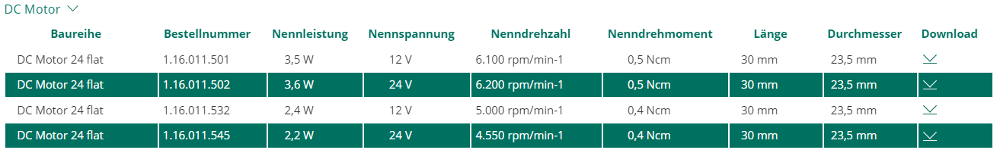 DC Motor
Baureihe Bestellnummer Nennleistung Nennspannung Nenndrehzahl Nenndrehmoment Länge Durchmesser Download
DC Motor 24 flat 1.16.011.501 3,5 W 12 V 6.100 rpm/min-1 0,5 Ncm 30 mm 23,5 mm
DC Motor 24 flat 1.16.011.502 3,6 W 24 V 6.200 rpm/min-1 0,5 Ncm 30 mm 23,5 mm
DC Motor 24 flat 1.16.011.532 2,4 W 12 V 5.000 rpm/min-1 0,4 Ncm 30 mm 23,5 mm
DC Motor 24 flat 1.16.011.545 2,2 W 24 V 4.550 rpm/min-1 0,4 Ncm 30 mm 23,5 mm